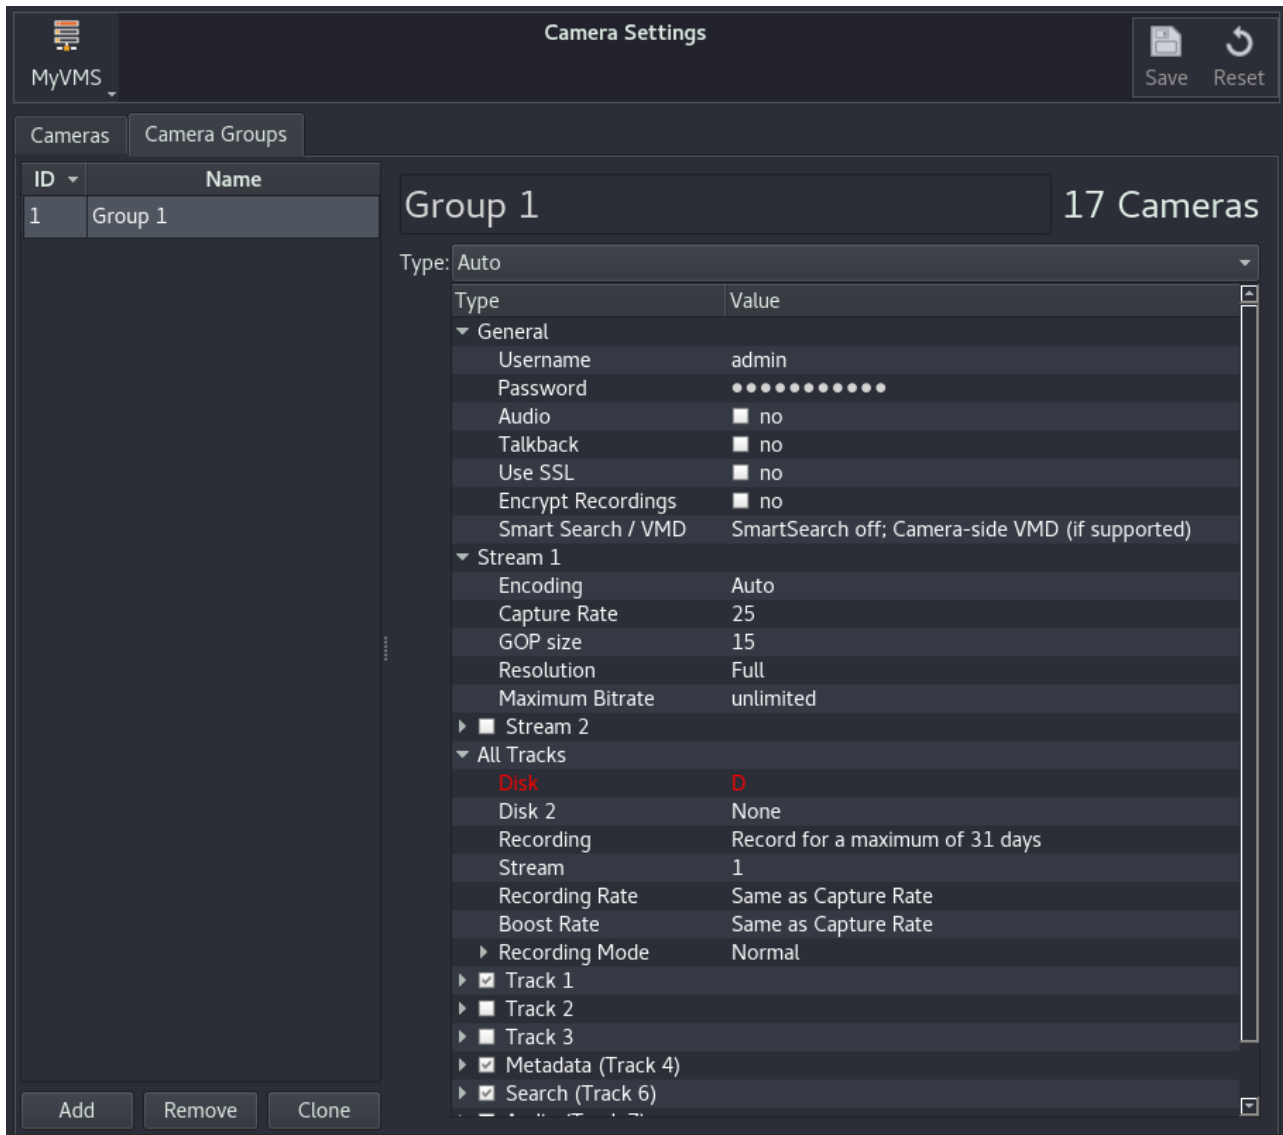 Camera Settings
MyVMS
Save Reset
Cameras Camera Groups
ID Name
1 Group 1
Group 1 17 Cameras
Type: Auto
Type Value
General
Username admin
Password ●●●●●●●●●●●
Audio no
Talkback no
Use SSL no
Encrypt Recordings no
Smart Search / VMD SmartSearch off; Camera-side VMD (if supported)
Stream 1
Encoding Auto
Capture Rate 25
GOP size 15
Resolution Full
Maximum Bitrate unlimited
Stream 2
All Tracks
Disk D
Disk 2 None
Recording Record for a maximum of 31 days
Stream 1
Recording Rate Same as Capture Rate
Boost Rate Same as Capture Rate
Recording Mode Normal
Track 1
Track 2
Track 3
Metadata (Track 4)
Search (Track 6)
Add Remove Clone